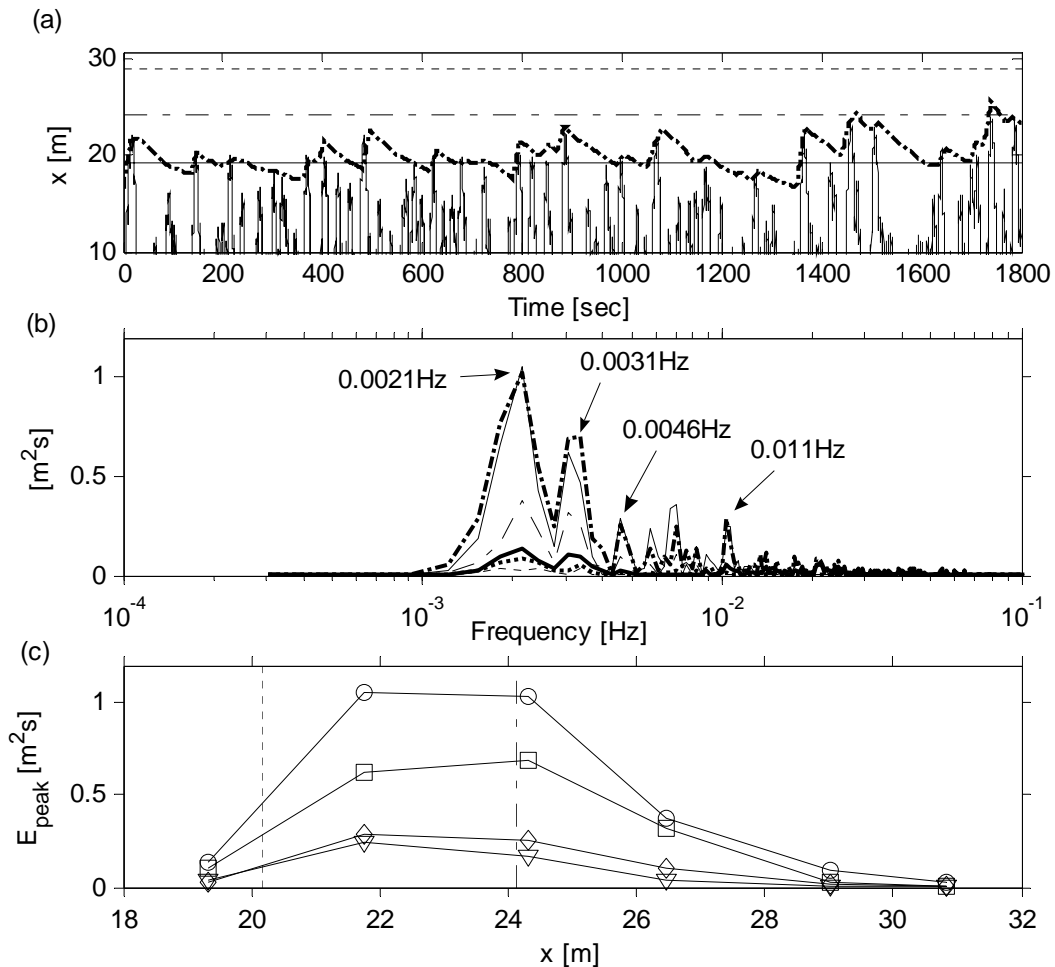 (a)
30
20
10
x [m]
0 200 400 600 800 1000 1200 1400 1600 1800
Time [sec]
(b)
1
0.5
0
[m²s]
0.0021Hz
0.0031Hz
0.0046Hz
0.011Hz
10⁻⁴ 10⁻³ 10⁻² 10⁻¹
Frequency [Hz]
(c)
1
0.5
0
E_peak [m²s]
18 20 22 24 26 28 30 32
x [m]